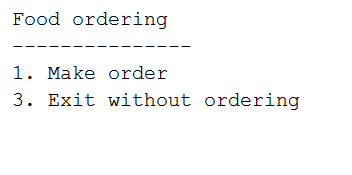 Food ordering
---------------
1. Make order
3. Exit without ordering